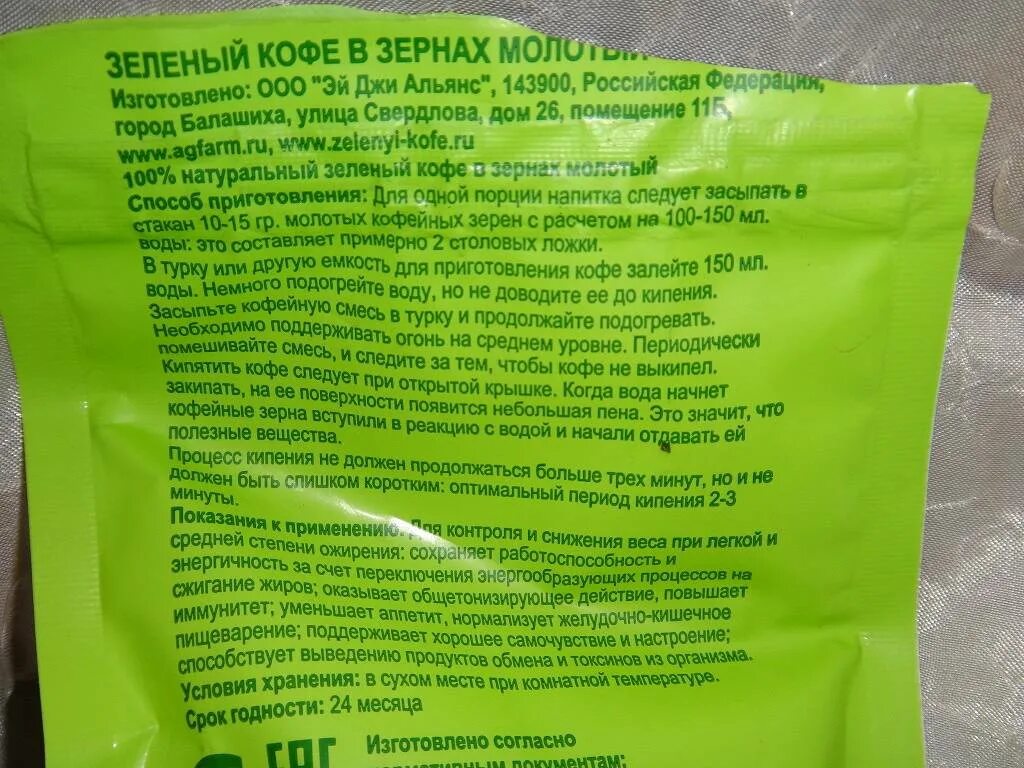 ЗЕЛЕНЫЙ КОФЕ В ЗЕРНАХ МОЛОТЫЙ
Изготовлено: ООО "Эй Джи Альянс", 143900, Российская Федерация,
город Балашиха, улица Свердлова, дом 26, помещение 11Б,
www.agfarm.ru, www.zelenyi-kofe.ru
100% натуральный зеленый кофе в зернах молотый
Способ приготовления: Для одной порции напитка следует засыпать в
стакан 10-15 гр. молотых кофейных зерен с расчетом на 100-150 мл.
воды: это составляет примерно 2 столовых ложки.
В турку или другую емкость для приготовления кофе залейте 150 мл.
воды. Немного подогрейте воду, но не доводите ее до кипения.
Засыпьте кофейную смесь в турку и продолжайте подогревать.
Необходимо поддерживать огонь на среднем уровне. Периодически
помешивайте смесь, и следите за тем, чтобы кофе не выкипел.
Кипятить кофе следует при открытой крышке. Когда вода начнет
закипать, на ее поверхности появится небольшая пена. Это значит, что
кофейные зерна вступили в реакцию с водой и начали отдавать ей
полезные вещества.
Процесс кипения не должен продолжаться больше трех минут, но и не
должен быть слишком коротким: оптимальный период кипения 2-3
минуты.
Показания к применению: Для контроля и снижения веса при легкой и
средней степени ожирения: сохраняет работоспособность и
энергичность за счет переключения энергообразующих процессов на
сжигание жиров; оказывает общетонизирующее действие, повышает
иммунитет; уменьшает аппетит, нормализует желудочно-кишечное
пищеварение; поддерживает хорошее самочувствие и настроение;
способствует выведению продуктов обмена и токсинов из организма.
Условия хранения: в сухом месте при комнатной температуре.
Срок годности: 24 месяца
Изготовлено согласно
нормативным документам: